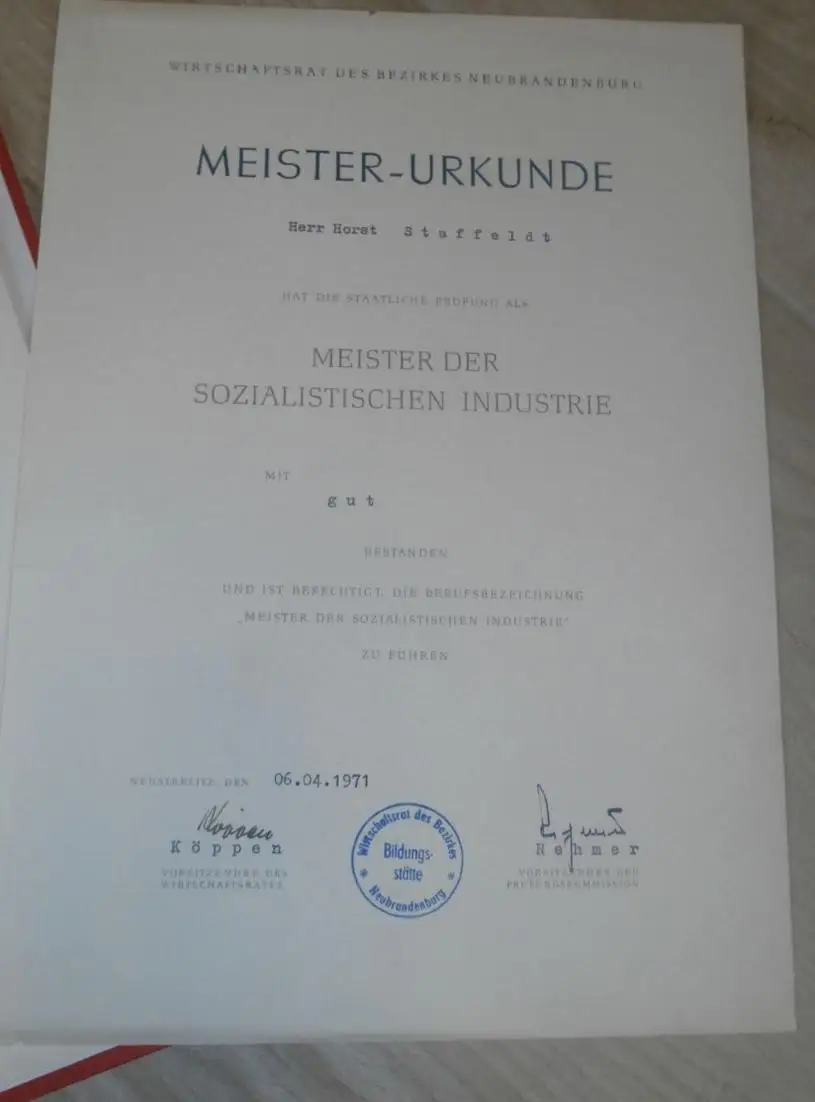 WIRTSCHAFTSRAT DES BEZIRKES NEUBRANDENBURG
MEISTER-URKUNDE
Herr Horst Staffeldt
HAT DIE STAATLICHE PRÜFUNG ALS
MEISTER DER
SOZIALISTISCHEN INDUSTRIE
MIT
gut
BESTANDEN
UND IST BERECHTIGT, DIE BERUFSBEZEICHNUNG
„MEISTER DER SOZIALISTISCHEN INDUSTRIE"
ZU FÜHREN
NEUSTRELITZ, DEN 06.04.1971
Köppen
Köppen
VORSITZENDER DES
WIRTSCHAFTSRATES
Wirtschaftsrat des Bezirkes
Bildungs-
stätte
Neubrandenburg
Rehmer
VORSITZENDER DER
PRÜFUNGSKOMMISSION